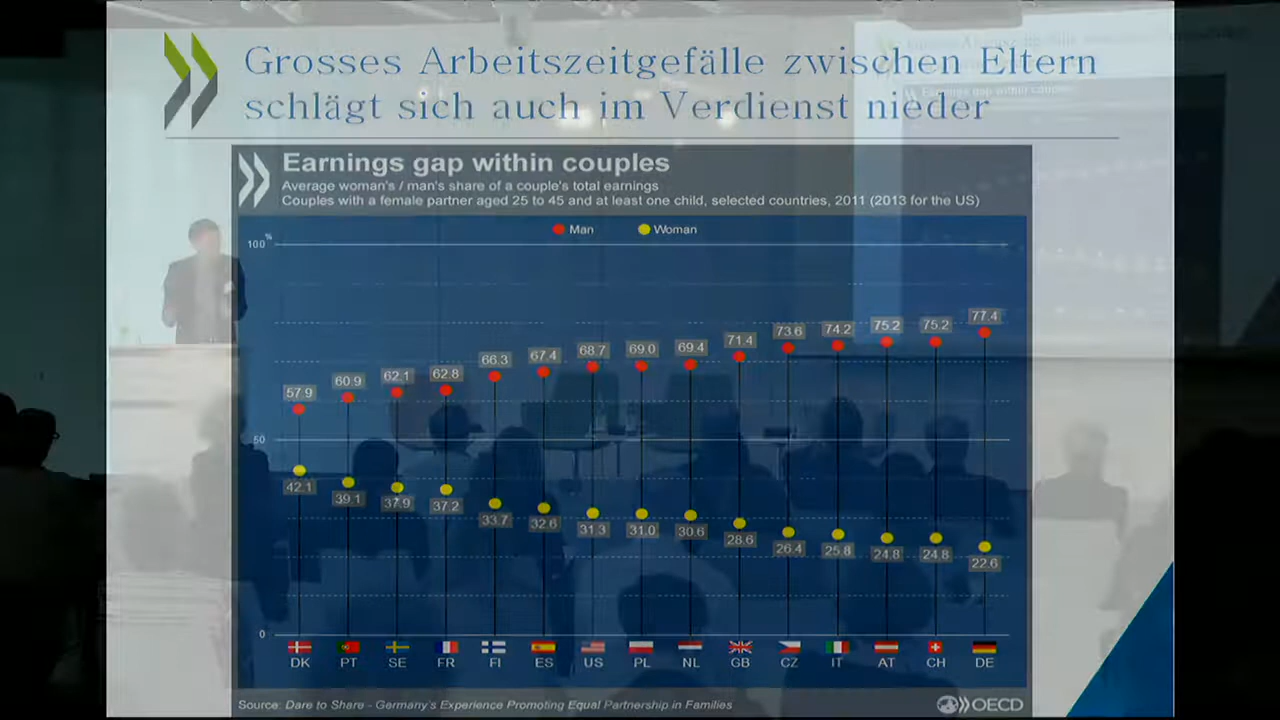 Grosses Arbeitszeitgefälle zwischen Eltern
schlägt sich auch im Verdienst nieder
Earnings gap within couples
Average woman's / man's share of a couple's total earnings
Couples with a female partner aged 25 to 45 and at least one child, selected countries, 2011 (2013 for the US)
Man Woman
100 %
57.9 60.9 62.1 62.8 66.3 67.4 68.7 69.0 69.4 71.4 73.6 74.2 75.2 75.2 77.4
50
42.1 39.1 37.9 37.2 33.7 32.6 31.3 31.0 30.6 28.6 26.4 25.8 24.8 24.8 22.6
0
DK PT SE FR FI ES US PL NL GB CZ IT AT CH DE
Source: Dare to Share - Germany's Experience Promoting Equal Partnership in Families
OECD